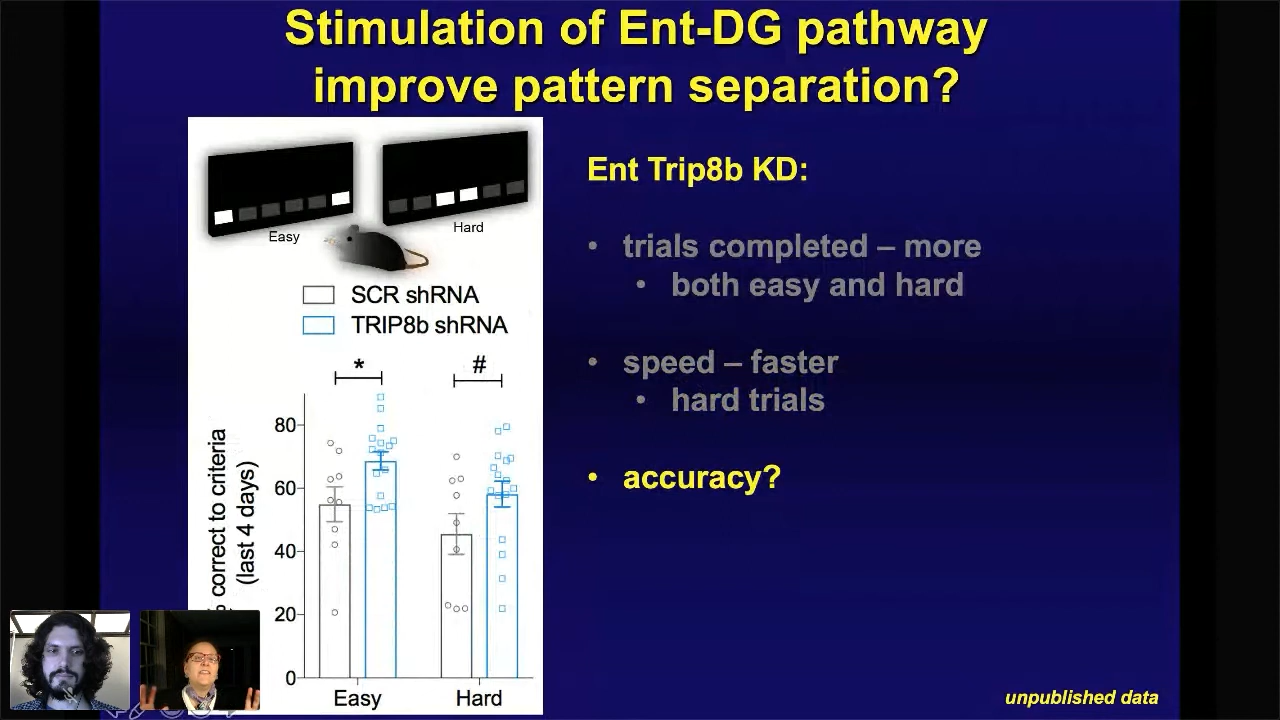 Stimulation of Ent-DG pathway
improve pattern separation?
Easy
Hard
SCR shRNA
TRIP8b shRNA
*
#
correct to criteria
(last 4 days)
80
60
40
20
0
Easy
Hard
Ent Trip8b KD:
• trials completed – more
• both easy and hard
• speed – faster
• hard trials
• accuracy?
unpublished data